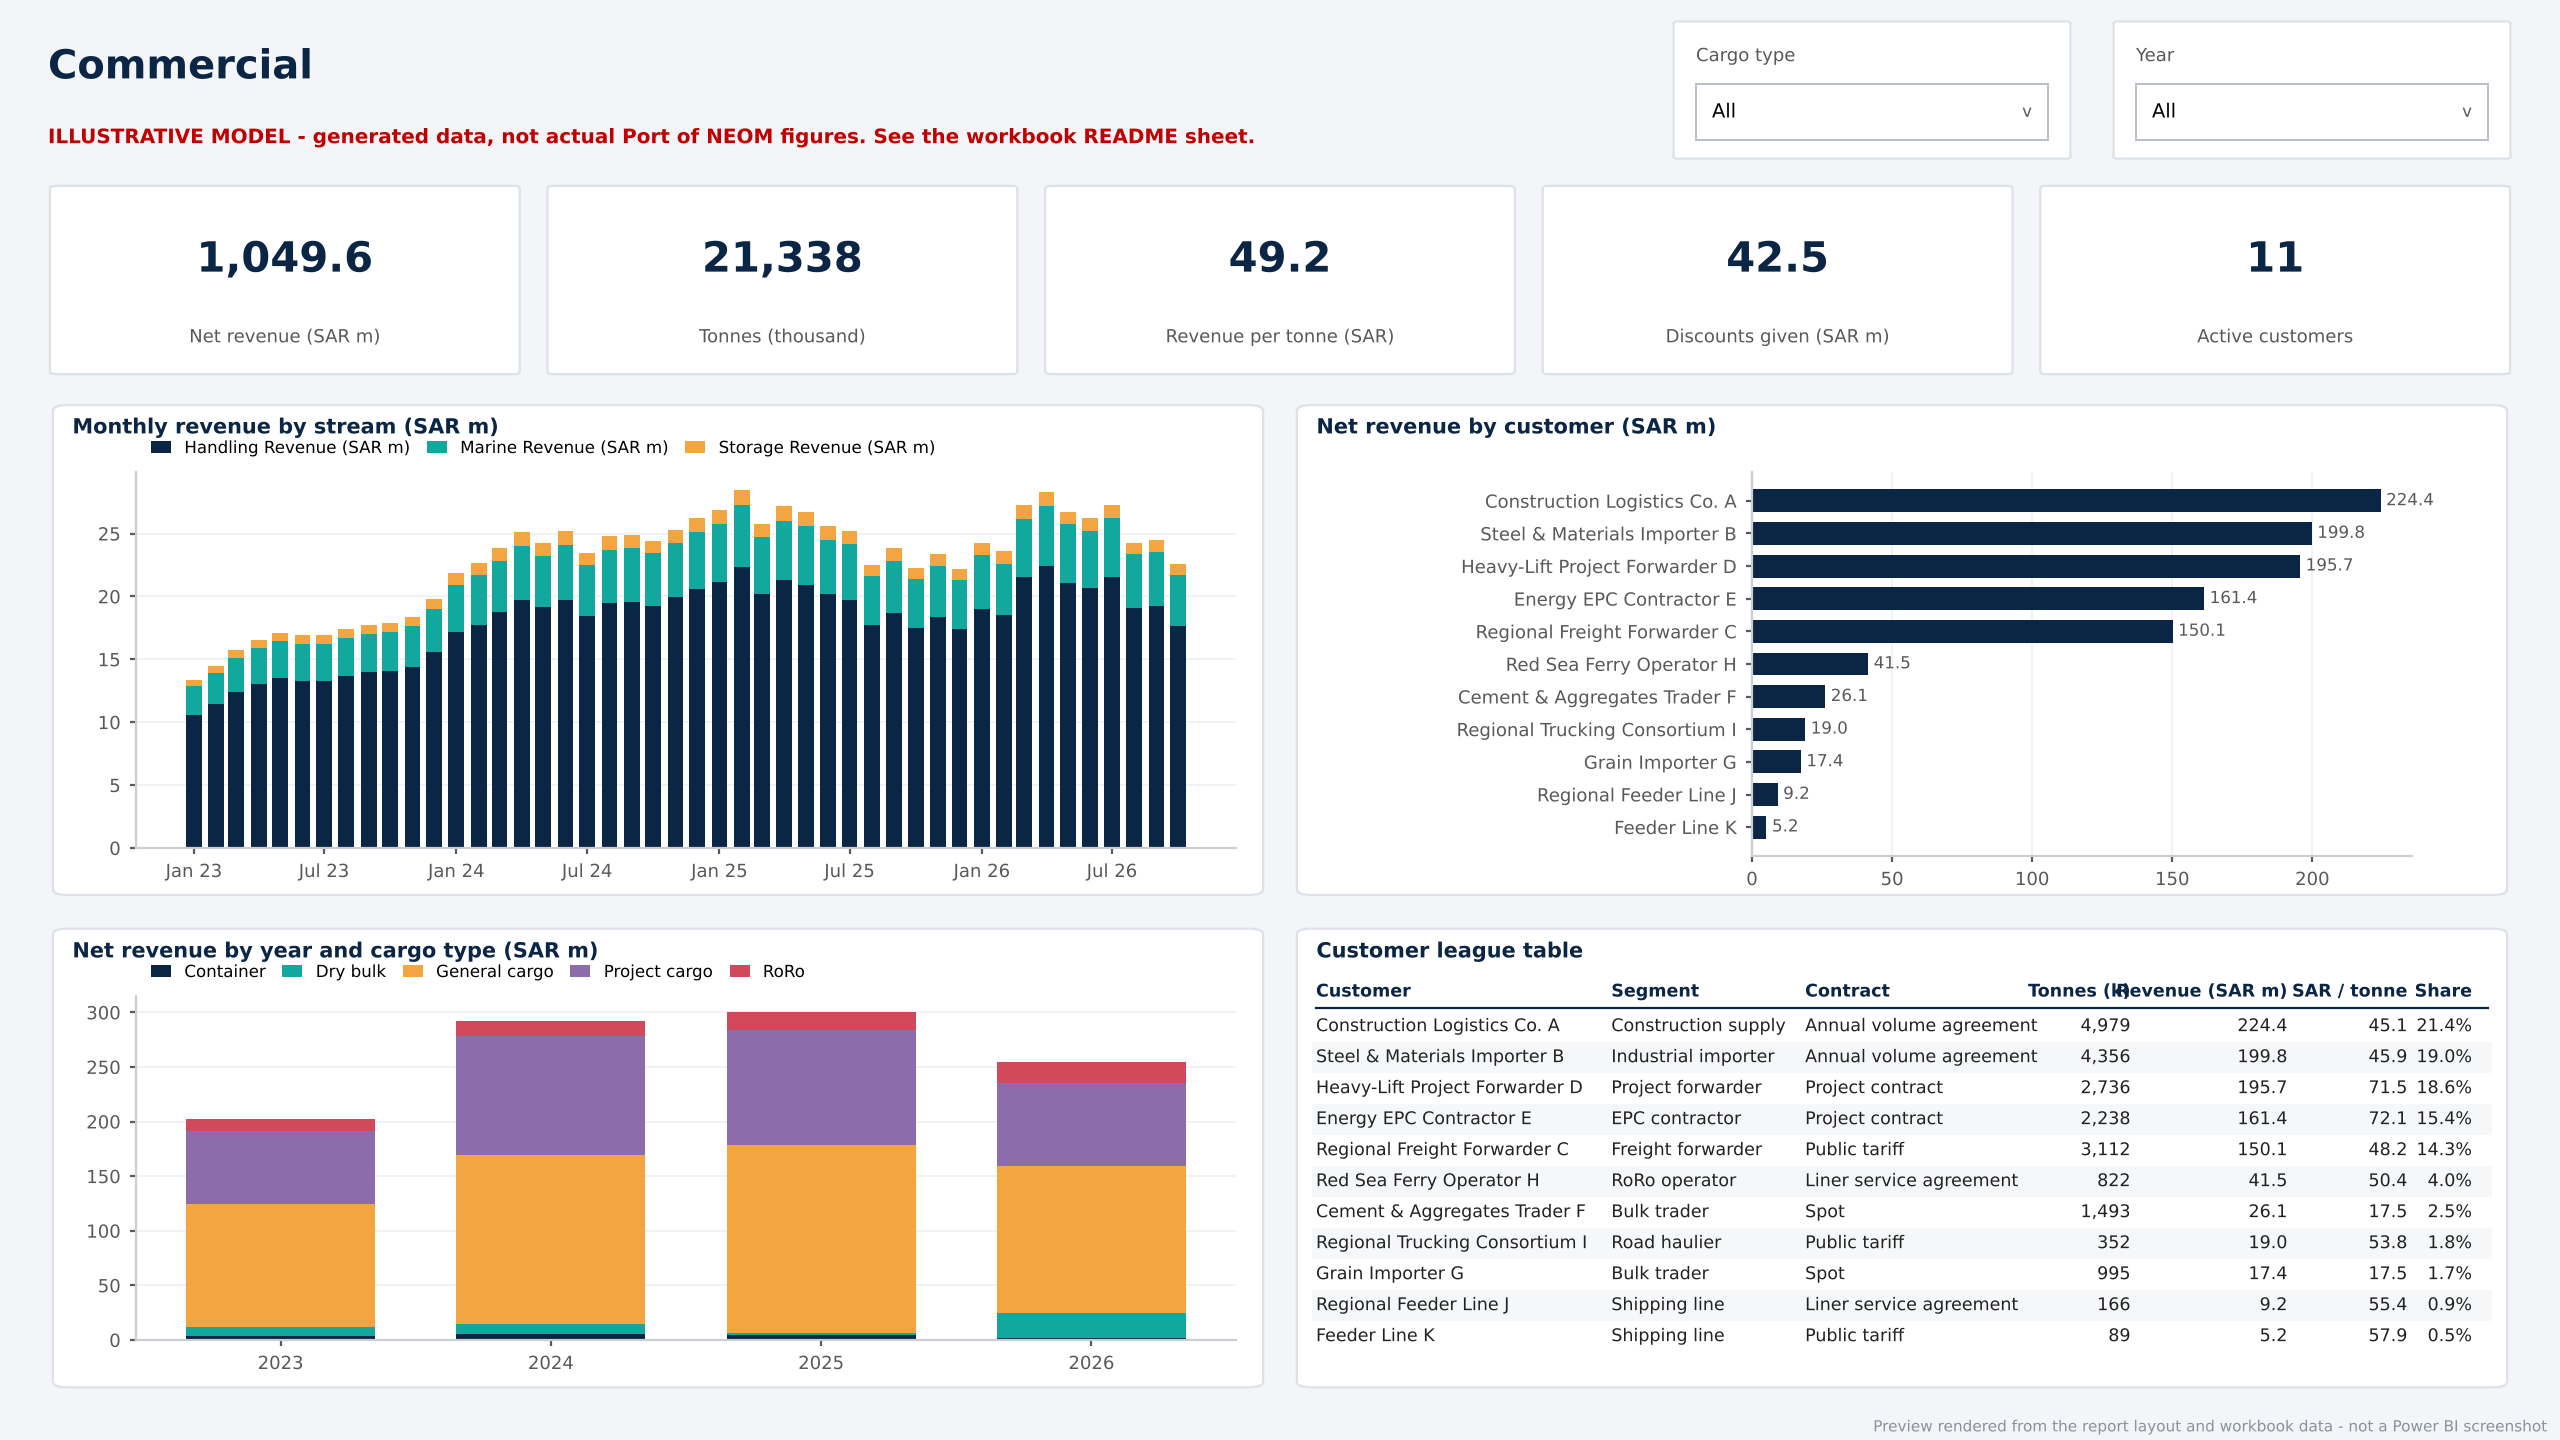 Commercial
ILLUSTRATIVE MODEL - generated data, not actual Port of NEOM figures. See the workbook README sheet.
Cargo type
All v
Year
All v
1,049.6
Net revenue (SAR m)
21,338
Tonnes (thousand)
49.2
Revenue per tonne (SAR)
42.5
Discounts given (SAR m)
11
Active customers
Monthly revenue by stream (SAR m)
Handling Revenue (SAR m) Marine Revenue (SAR m) Storage Revenue (SAR m)
25
20
15
10
5
0
Jan 23 Jul 23 Jan 24 Jul 24 Jan 25 Jul 25 Jan 26 Jul 26
Net revenue by customer (SAR m)
Construction Logistics Co. A 224.4
Steel & Materials Importer B 199.8
Heavy-Lift Project Forwarder D 195.7
Energy EPC Contractor E 161.4
Regional Freight Forwarder C 150.1
Red Sea Ferry Operator H 41.5
Cement & Aggregates Trader F 26.1
Regional Trucking Consortium I 19.0
Grain Importer G 17.4
Regional Feeder Line J 9.2
Feeder Line K 5.2
0 50 100 150 200
Net revenue by year and cargo type (SAR m)
Container Dry bulk General cargo Project cargo RoRo
300
250
200
150
100
50
0
2023 2024 2025 2026
Customer league table
Customer Segment Contract Tonnes (k) Revenue (SAR m) SAR / tonne Share
Construction Logistics Co. A Construction supply Annual volume agreement 4,979 224.4 45.1 21.4%
Steel & Materials Importer B Industrial importer Annual volume agreement 4,356 199.8 45.9 19.0%
Heavy-Lift Project Forwarder D Project forwarder Project contract 2,736 195.7 71.5 18.6%
Energy EPC Contractor E EPC contractor Project contract 2,238 161.4 72.1 15.4%
Regional Freight Forwarder C Freight forwarder Public tariff 3,112 150.1 48.2 14.3%
Red Sea Ferry Operator H RoRo operator Liner service agreement 822 41.5 50.4 4.0%
Cement & Aggregates Trader F Bulk trader Spot 1,493 26.1 17.5 2.5%
Regional Trucking Consortium I Road haulier Public tariff 352 19.0 53.8 1.8%
Grain Importer G Bulk trader Spot 995 17.4 17.5 1.7%
Regional Feeder Line J Shipping line Liner service agreement 166 9.2 55.4 0.9%
Feeder Line K Shipping line Public tariff 89 5.2 57.9 0.5%
Preview rendered from the report layout and workbook data - not a Power BI screenshot